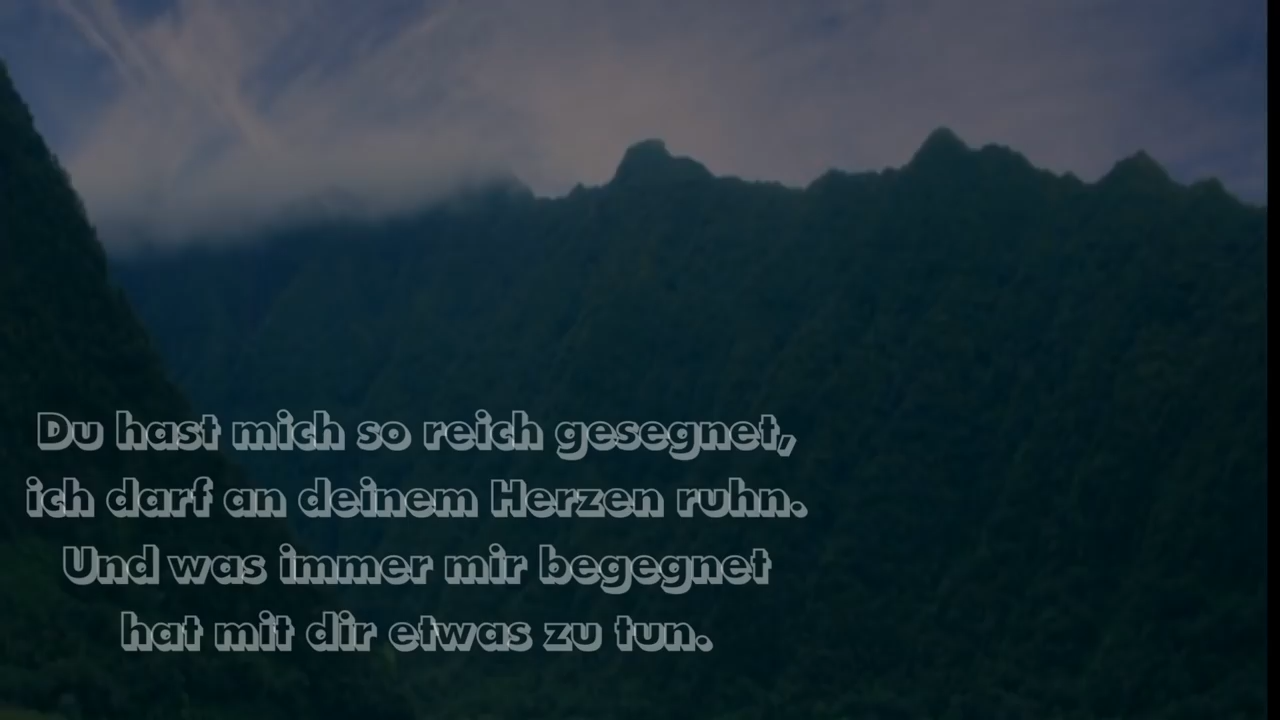 Du hast mich so reich gesegnet,
ich darf an deinem Herzen ruhn.
Und was immer mir begegnet
hat mit dir etwas zu tun.